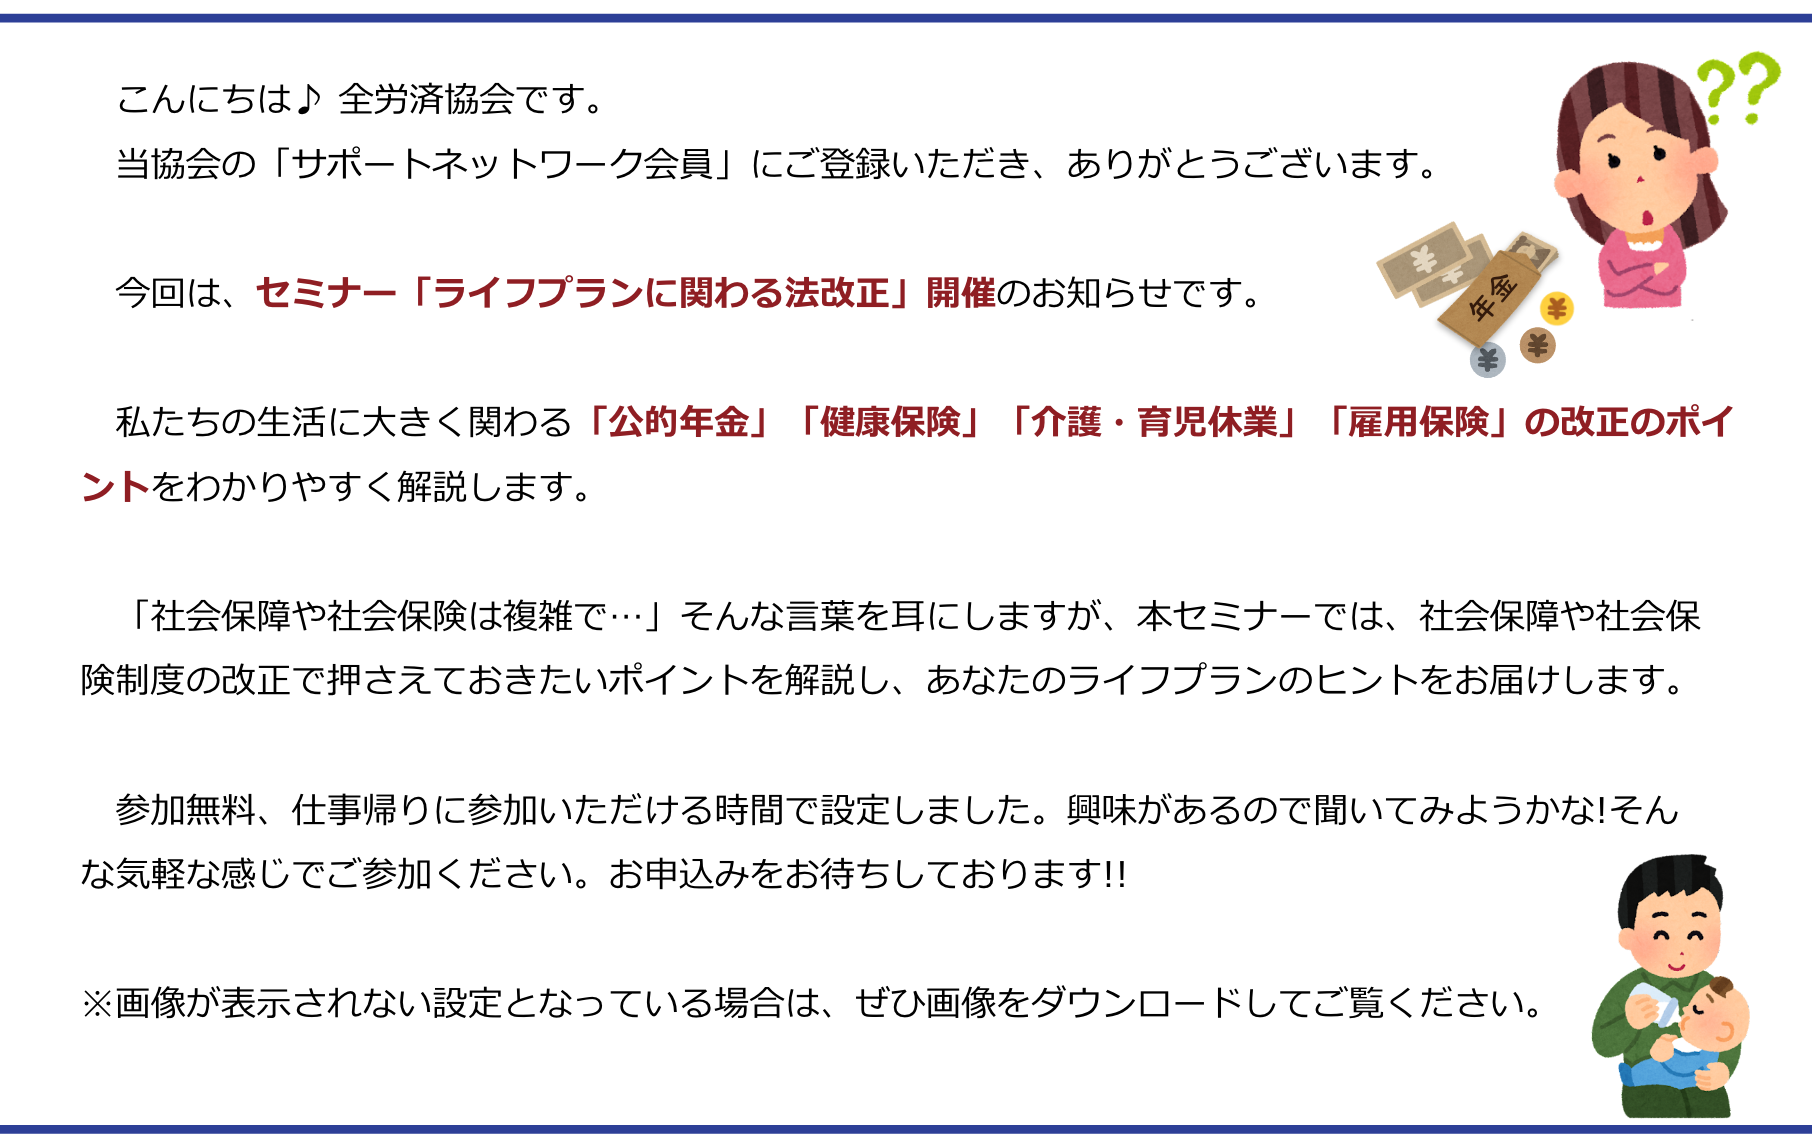 こんにちは♪ 全労済協会です。
当協会の「サポートネットワーク会員」にご登録いただき、ありがとうございます。
今回は、セミナー「ライフプランに関わる法改正」開催のお知らせです。
私たちの生活に大きく関わる「公的年金」「健康保険」「介護・育児休業」「雇用保険」の改正のポイ
ントをわかりやすく解説します。
「社会保障や社会保険は複雑で…」そんな言葉を耳にしますが、本セミナーでは、社会保障や社会保
険制度の改正で押さえておきたいポイントを解説し、あなたのライフプランのヒントをお届けします。
参加無料、仕事帰りに参加いただける時間で設定しました。興味があるので聞いてみようかな!そん
な気軽な感じでご参加ください。お申込みをお待ちしております!!
※画像が表示されない設定となっている場合は、ぜひ画像をダウンロードしてご覧ください。
??
年金
¥
¥
¥
¥
¥